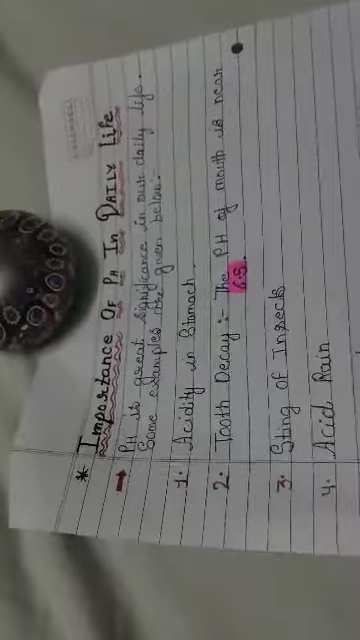 * IMPORTANCE OF PH IN DAILY LIFE
→ PH is great significance in our daily life.
Some examples are given below:
1. Acidity in Stomach
2. Tooth Decay :- The PH of mouth is near
6.5.
3. Sting of Insects
4. Acid Rain